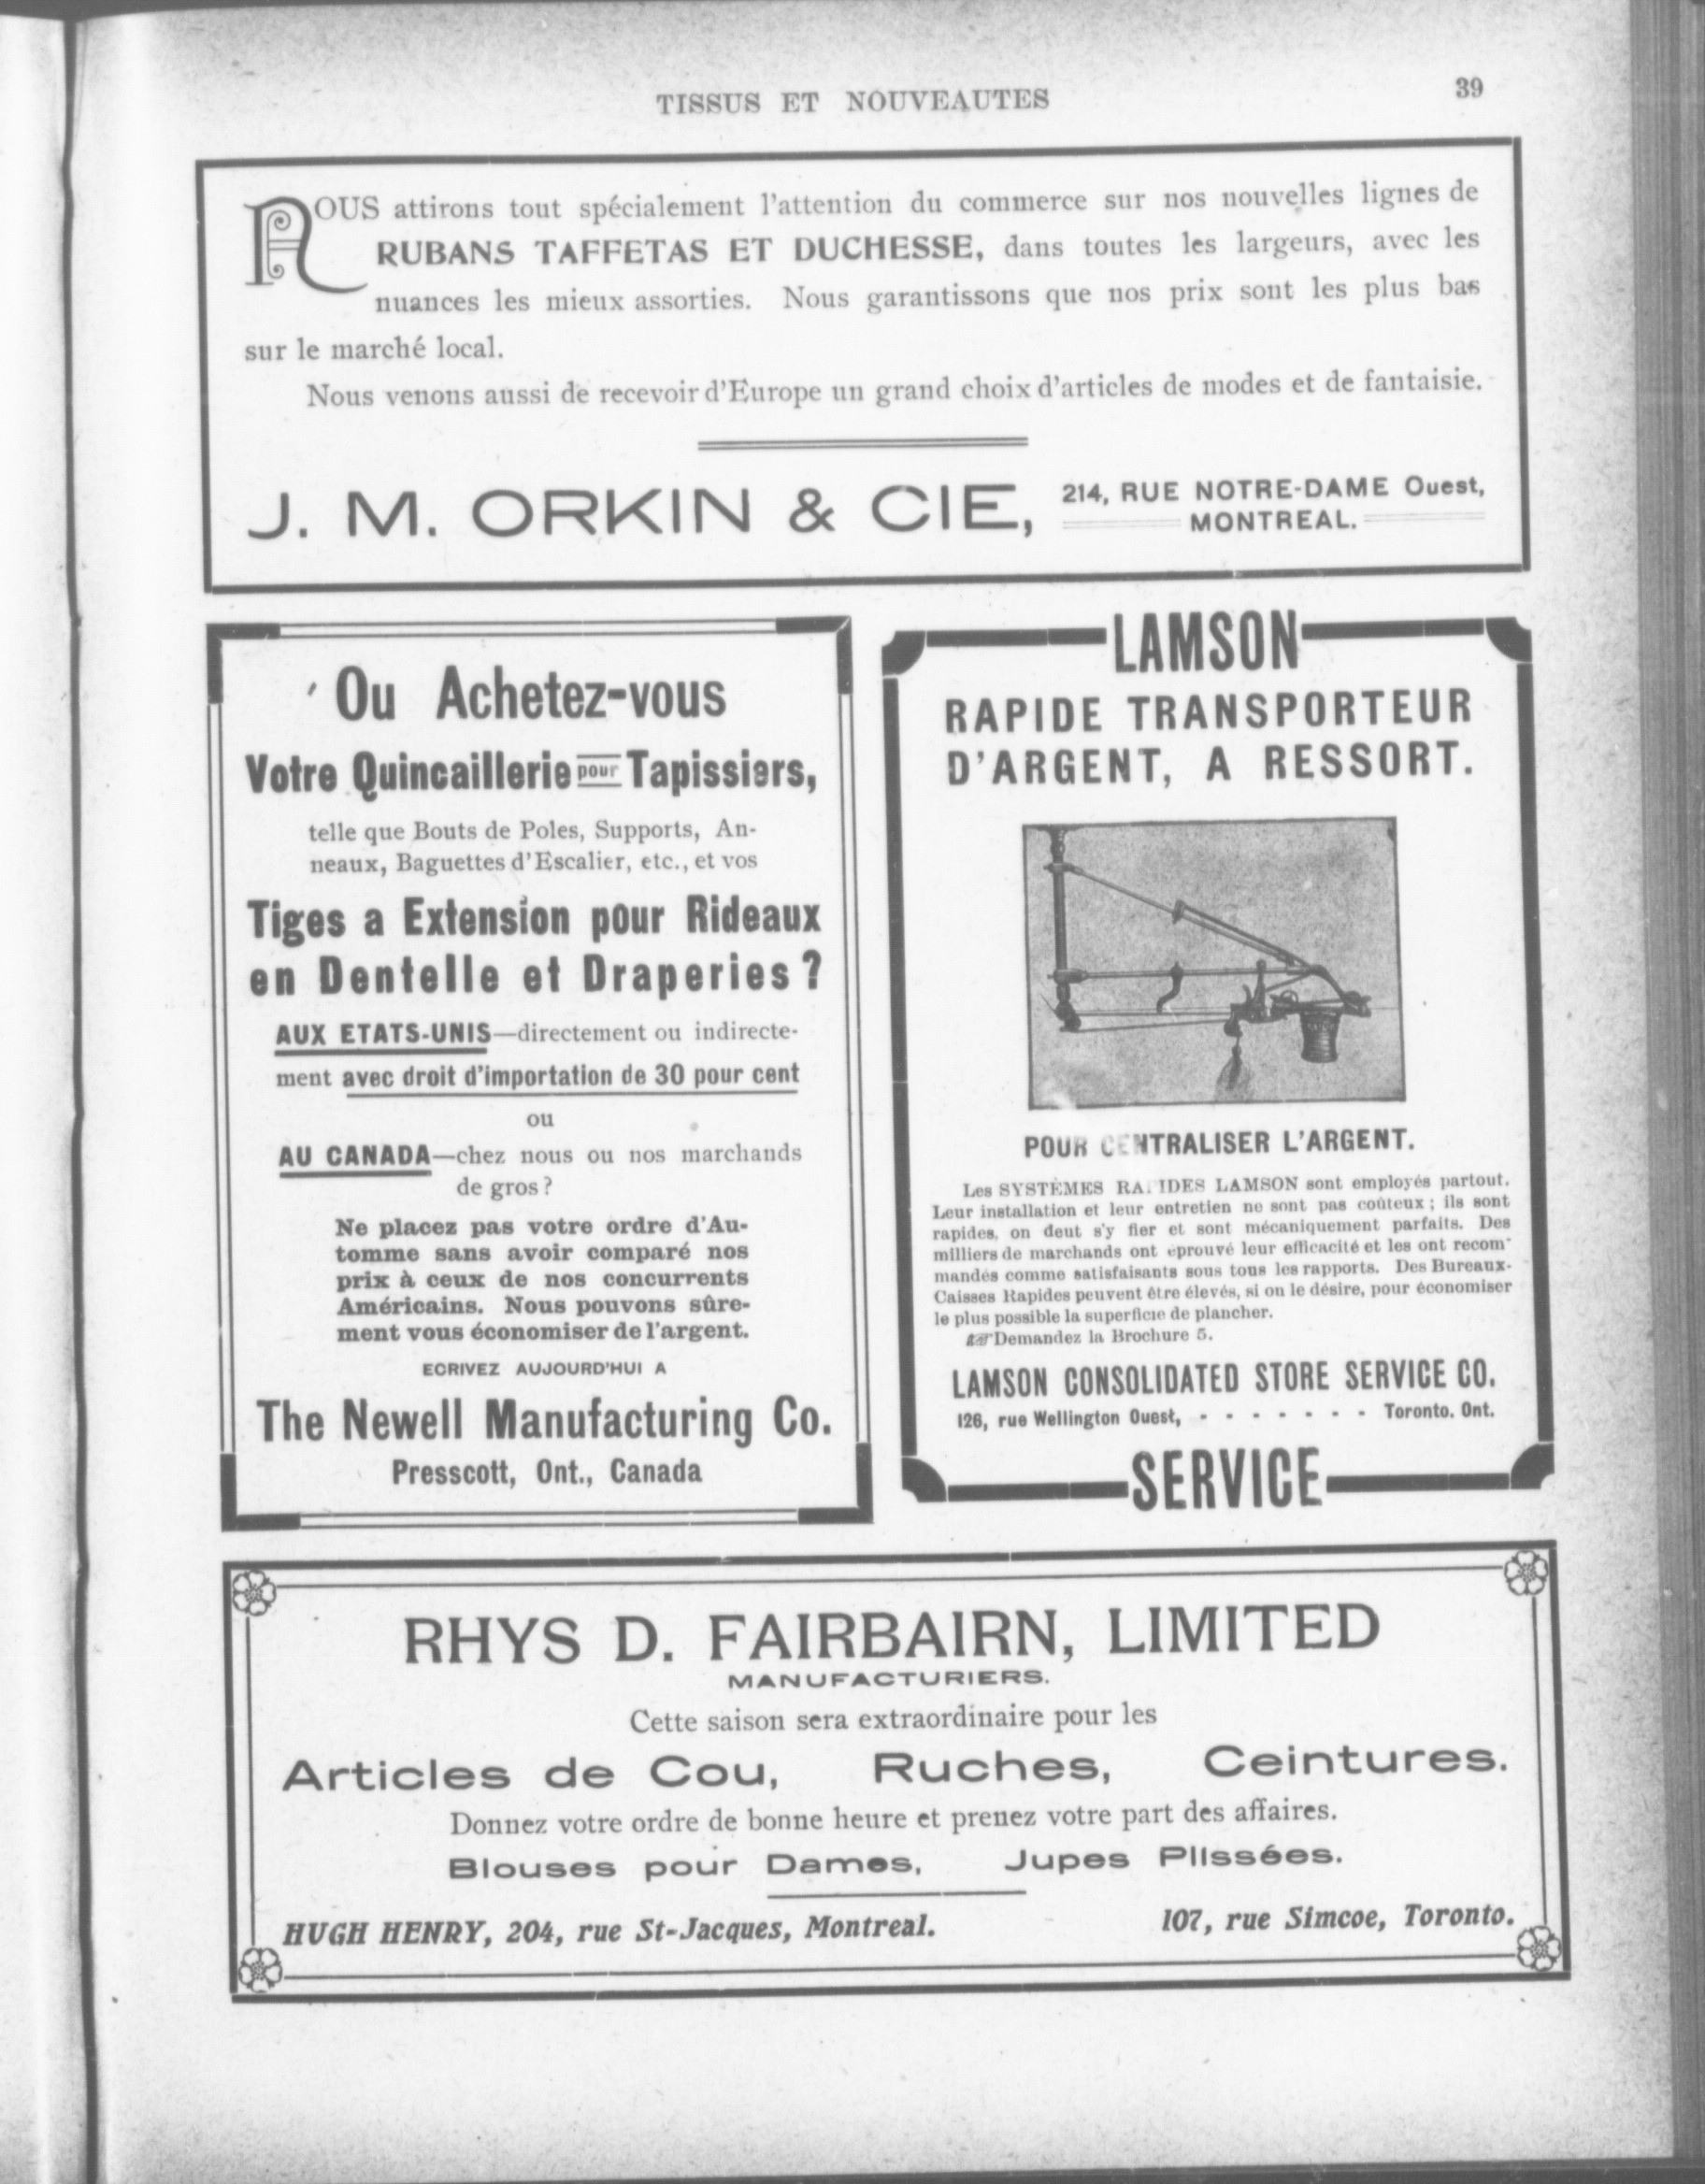 TISSUS ET NOUVEAUTES
39
NOUS attirons tout spécialement l'attention du commerce sur nos nouvelles lignes de
RUBANS TAFFETAS ET DUCHESSE, dans toutes les largeurs, avec les
nuances les mieux assorties. Nous garantissons que nos prix sont les plus bas
sur le marché local.
Nous venons aussi de recevoir d'Europe un grand choix d'articles de modes et de fantaisie.
J. M. ORKIN & CIE,
214, RUE NOTRE-DAME Ouest,
MONTREAL.
Ou Achetez-vous
Votre Quincaillerie pour Tapissiers,
telle que Bouts de Poles, Supports, An-
neaux, Baguettes d'Escalier, etc., et vos
Tiges a Extension pour Rideaux
en Dentelle et Draperies ?
AUX ETATS-UNIS—directement ou indirecte-
ment avec droit d'importation de 30 pour cent
ou
AU CANADA—chez nous ou nos marchands
de gros ?
Ne placez pas votre ordre d'Au-
tomme sans avoir comparé nos
prix à ceux de nos concurrents
Américains. Nous pouvons sûre-
ment vous économiser de l'argent.
ECRIVEZ AUJOURD'HUI A
The Newell Manufacturing Co.
Presscott, Ont., Canada
LAMSON
RAPIDE TRANSPORTEUR
D'ARGENT, A RESSORT.
POUR CENTRALISER L'ARGENT.
Les SYSTÈMES RAPIDES LAMSON sont employés partout.
Leur installation et leur entretien ne sont pas coûteux ; ils sont
rapides, on deut s'y fier et sont mécaniquement parfaits. Des
milliers de marchands ont eprouvé leur efficacité et les ont recom-
mandés comme satisfaisants sous tous les rapports. Des Bureaux-
Caisses Rapides peuvent être élevés, si on le désire, pour économiser
le plus possible la superficie de plancher.
☞ Demandez la Brochure 5.
LAMSON CONSOLIDATED STORE SERVICE CO.
126, rue Wellington Ouest, - - - - - - - Toronto. Ont.
SERVICE
RHYS D. FAIRBAIRN, LIMITED
MANUFACTURIERS.
Cette saison sera extraordinaire pour les
Articles de Cou, Ruches, Ceintures.
Donnez votre ordre de bonne heure et prenez votre part des affaires.
Blouses pour Dames, Jupes Plissées.
HUGH HENRY, 204, rue St-Jacques, Montreal. 107, rue Simcoe, Toronto.